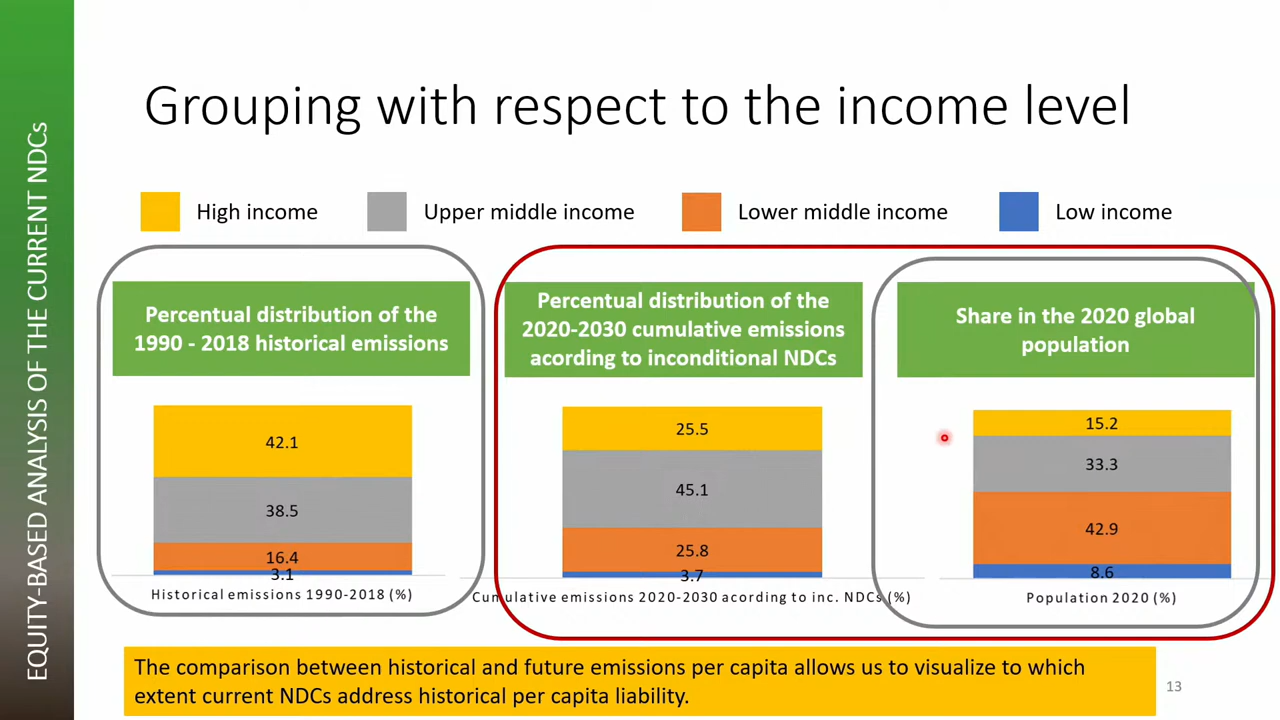 EQUITY-BASED ANALYSIS OF THE CURRENT NDCs
Grouping with respect to the income level
High income
Upper middle income
Lower middle income
Low income
Percentual distribution of the
1990 - 2018 historical emissions
42.1
38.5
16.4
3.1
Historical emissions 1990-2018 (%)
Percentual distribution of the
2020-2030 cumulative emissions
acording to inconditional NDCs
25.5
45.1
25.8
3.7
Cumulative emissions 2020-2030 acording to inc. NDCs (%)
Share in the 2020 global
population
15.2
33.3
42.9
8.6
Population 2020 (%)
The comparison between historical and future emissions per capita allows us to visualize to which
extent current NDCs address historical per capita liability.
13